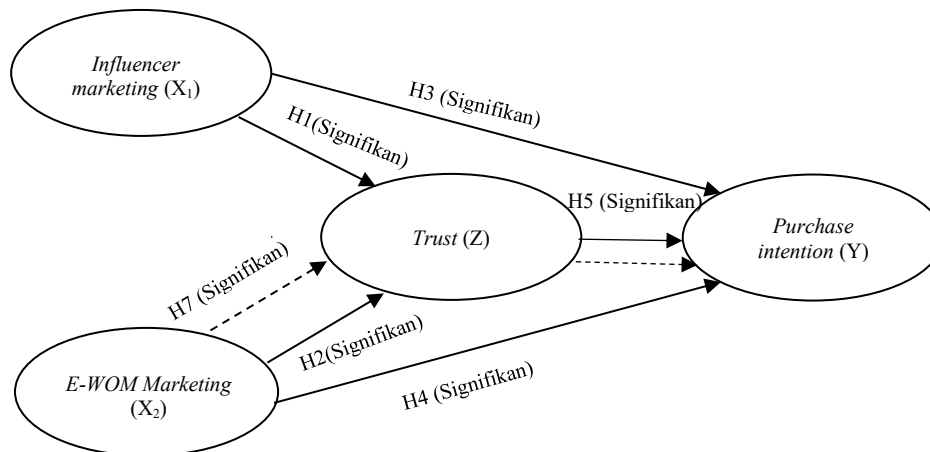 Influencer
marketing (X₁)
H3 (Signifikan)
H1(Signifikan)
H5 (Signifikan)
Trust (Z)
Purchase
intention (Y)
H7 (Signifikan)
H2(Signifikan)
E-WOM Marketing
(X₂)
H4 (Signifikan)